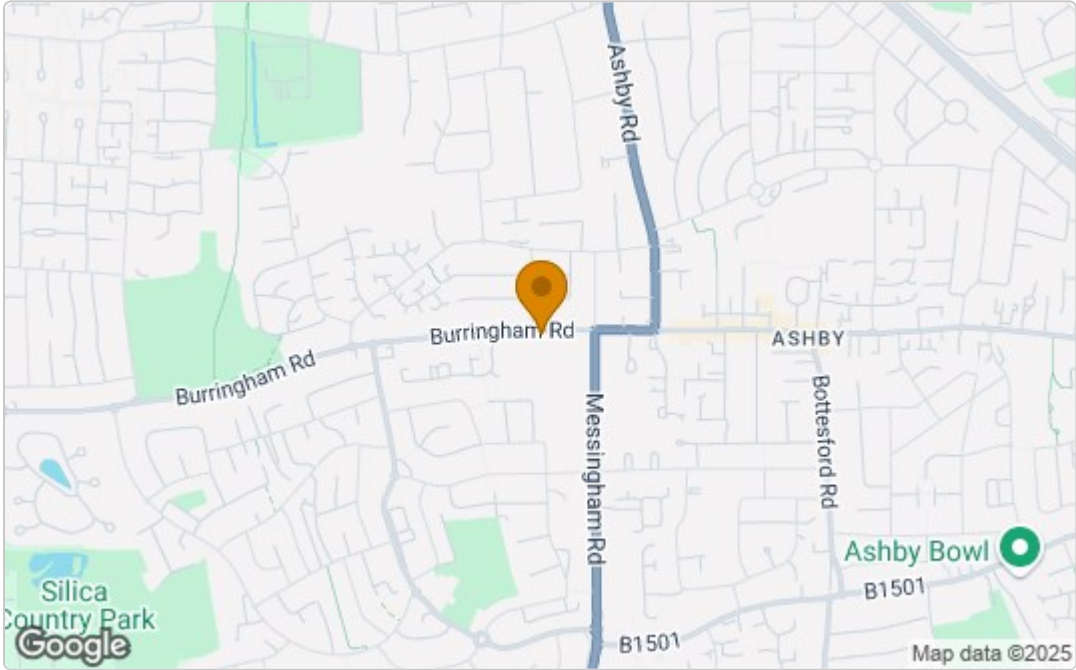 Ashby Rd
Burringham Rd
ASHBY
Burringham Rd
Bottesford Rd
Messingham Rd
Ashby Bowl
B1501
Silica
Country Park
B1501
Google
Map data ©2025